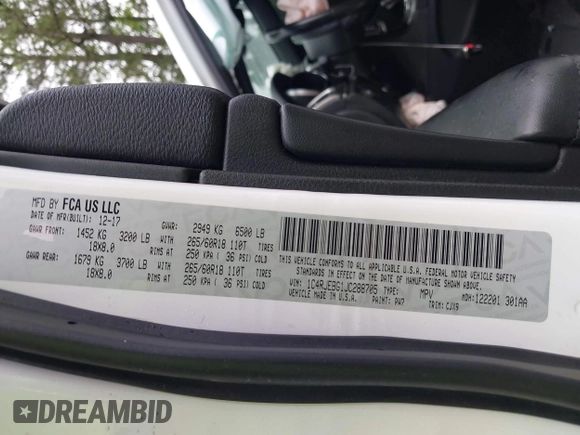 MFD BY FCA US LLC
DATE OF MFR(BUILT): 12-17
GVWR: 2949 KG 6500 LB
GAWR FRONT: 1452 KG 3200 LB 265/60R18 110T TIRES
18X8.0 RIMS AT 250 KPA ( 36 PSI) COLD
GAWR REAR: 1679 KG 3700 LB 265/60R18 110T TIRES
18X8.0 RIMS AT 250 KPA ( 36 PSI) COLD
THIS VEHICLE CONFORMS TO ALL APPLICABLE U.S.A. FEDERAL MOTOR VEHICLE SAFETY
STANDARDS IN EFFECT ON THE DATE OF MANUFACTURE SHOWN ABOVE.
VIN: 1C4RJEBG1JC288705 TYPE: MPV MDH: 122201 301AA
VEHICLE MADE IN U.S.A. PAINT: PW7 TRIM: CJX9
DREAMBID